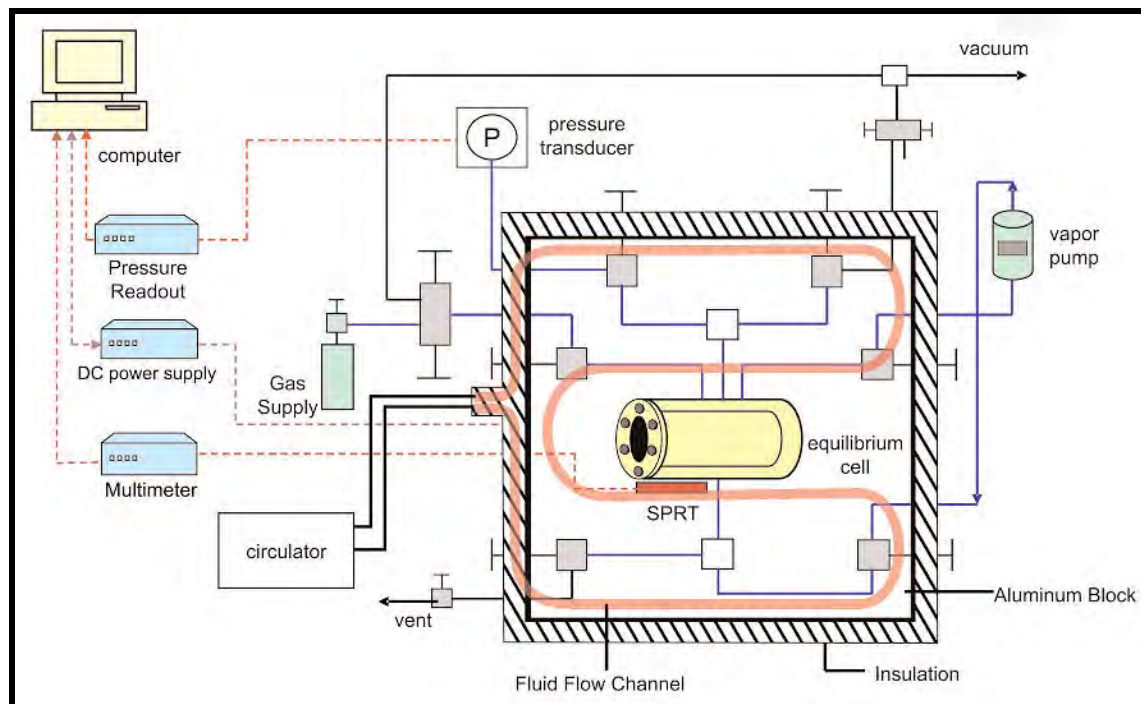 vacuum
P
pressure
transducer
computer
Pressure
Readout
vapor
pump
DC power supply
Gas
Supply
equilibrium
cell
Multimeter
SPRT
circulator
vent
Aluminum Block
Fluid Flow Channel
Insulation